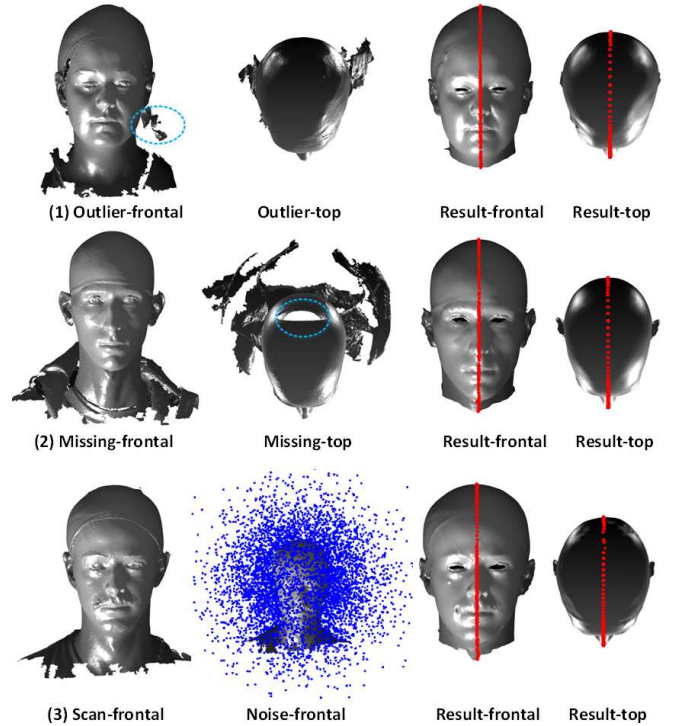 (1) Outlier-frontal Outlier-top Result-frontal Result-top
(2) Missing-frontal Missing-top Result-frontal Result-top
(3) Scan-frontal Noise-frontal Result-frontal Result-top